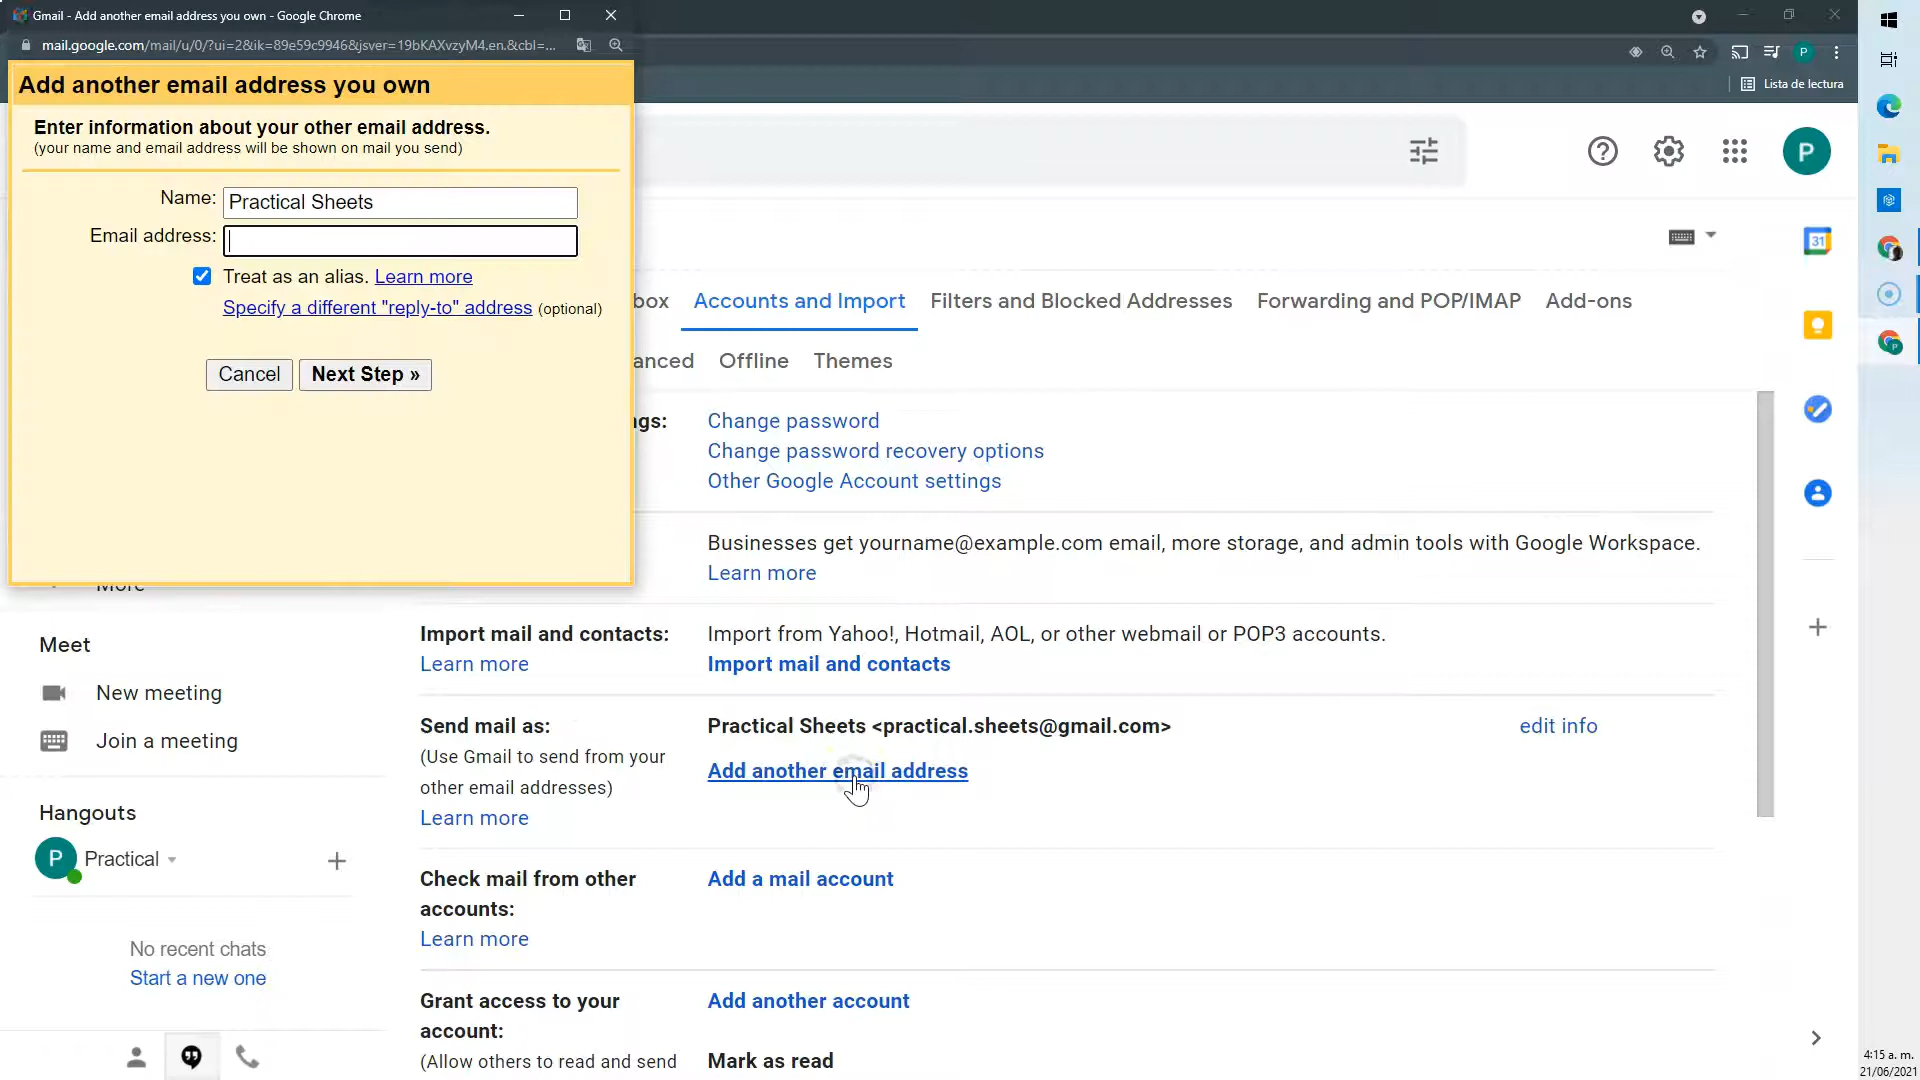 Gmail - Add another email address you own - Google Chrome
mail.google.com/mail/u/0/?ui=2&ik=89e59c9946&jsver=19bKAXvzyM4.en.&cbl=...
P
Lista de lectura
Add another email address you own
Enter information about your other email address.
(your name and email address will be shown on mail you send)
Name: Practical Sheets
Email address:
Treat as an alias. Learn more
Specify a different "reply-to" address (optional)
Cancel Next Step »
P
31
box Accounts and Import Filters and Blocked Addresses Forwarding and POP/IMAP Add-ons
anced Offline Themes
ngs: Change password
Change password recovery options
Other Google Account settings
Businesses get yourname@example.com email, more storage, and admin tools with Google Workspace.
Learn more
More
Meet
New meeting
Join a meeting
Hangouts
P Practical
No recent chats
Start a new one
Import mail and contacts: Import from Yahoo!, Hotmail, AOL, or other webmail or POP3 accounts.
Learn more Import mail and contacts
Send mail as: Practical Sheets <practical.sheets@gmail.com> edit info
(Use Gmail to send from your
other email addresses) Add another email address
Learn more
Check mail from other Add a mail account
accounts:
Learn more
Grant access to your Add another account
account:
(Allow others to read and send Mark as read
4:15 a. m.
21/06/2021